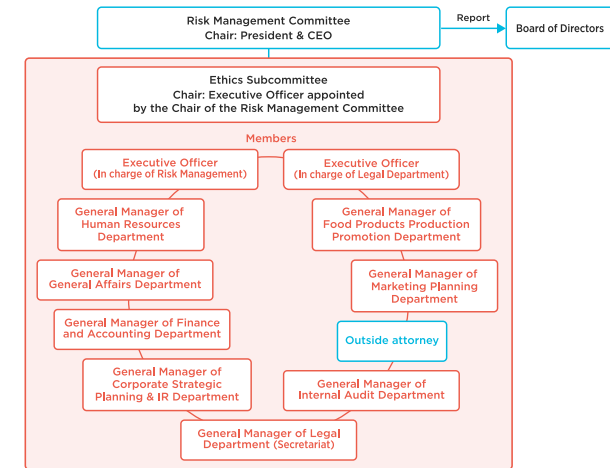 Risk Management Committee
Chair: President & CEO
Report
Board of Directors
Ethics Subcommittee
Chair: Executive Officer appointed
by the Chair of the Risk Management Committee
Members
Executive Officer
(In charge of Risk Management)
Executive Officer
(In charge of Legal Department)
General Manager of
Human Resources
Department
General Manager of
Food Products Production
Promotion Department
General Manager of
General Affairs Department
General Manager of
Marketing Planning
Department
General Manager of Finance
and Accounting Department
Outside attorney
General Manager of
Corporate Strategic
Planning & IR Department
General Manager of
Internal Audit Department
General Manager of Legal
Department (Secretariat)